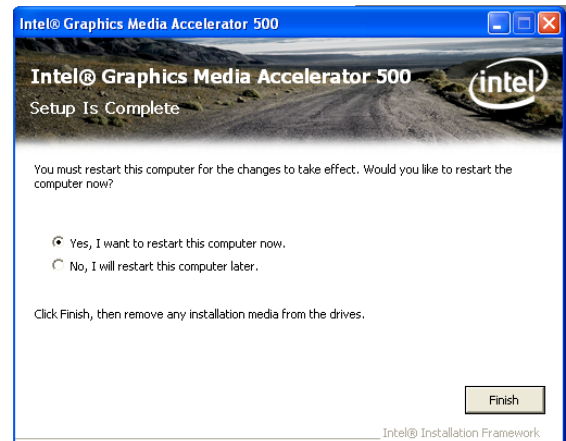 Intel® Graphics Media Accelerator 500
Intel® Graphics Media Accelerator 500
intel
Setup Is Complete
You must restart this computer for the changes to take effect. Would you like to restart the
computer now?
Yes, I want to restart this computer now.
No, I will restart this computer later.
Click Finish, then remove any installation media from the drives.
Finish
Intel® Installation Framework